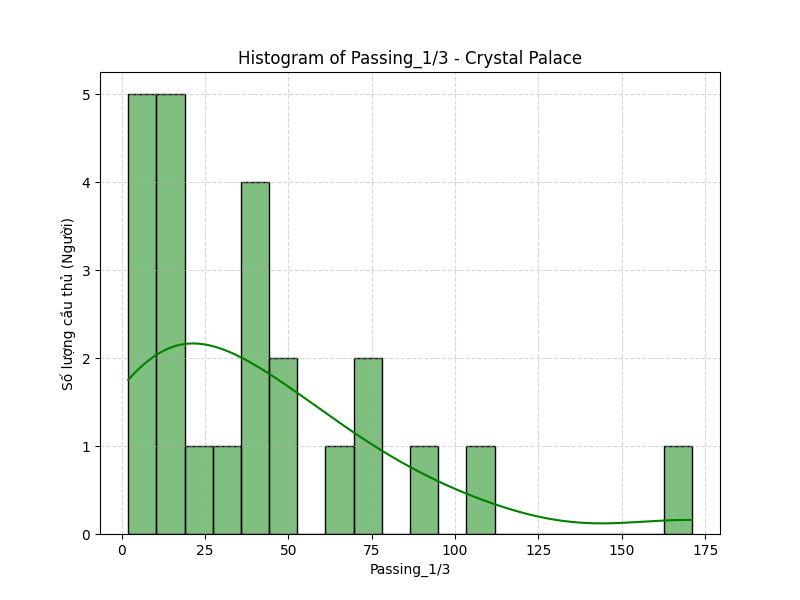 Histogram of Passing_1/3 - Crystal Palace
5
4
3
2
1
0
Số lượng cầu thủ (Người)
0 25 50 75 100 125 150 175
Passing_1/3